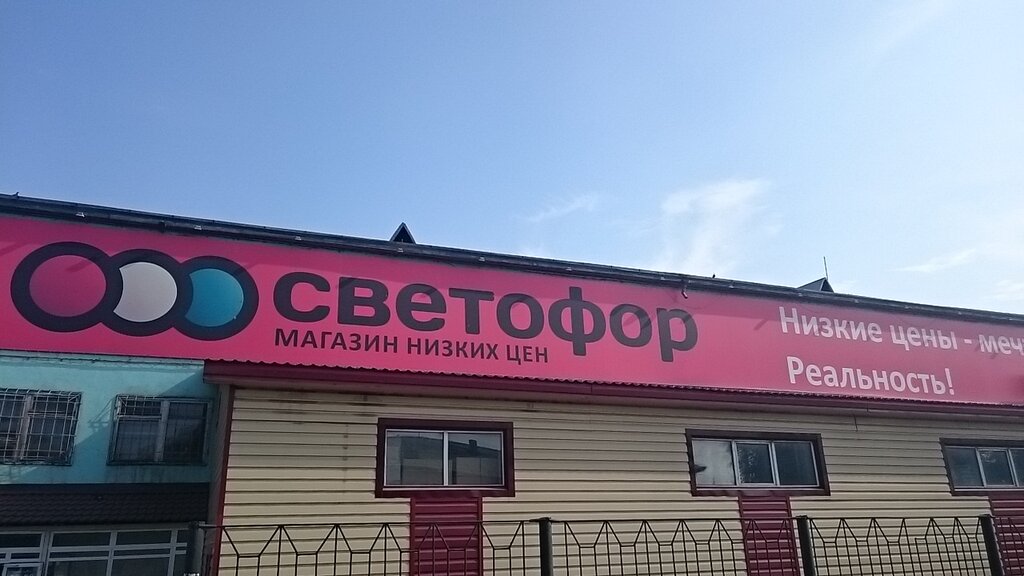 светофор
МАГАЗИН НИЗКИХ ЦЕН
Низкие цены -
Реальность!